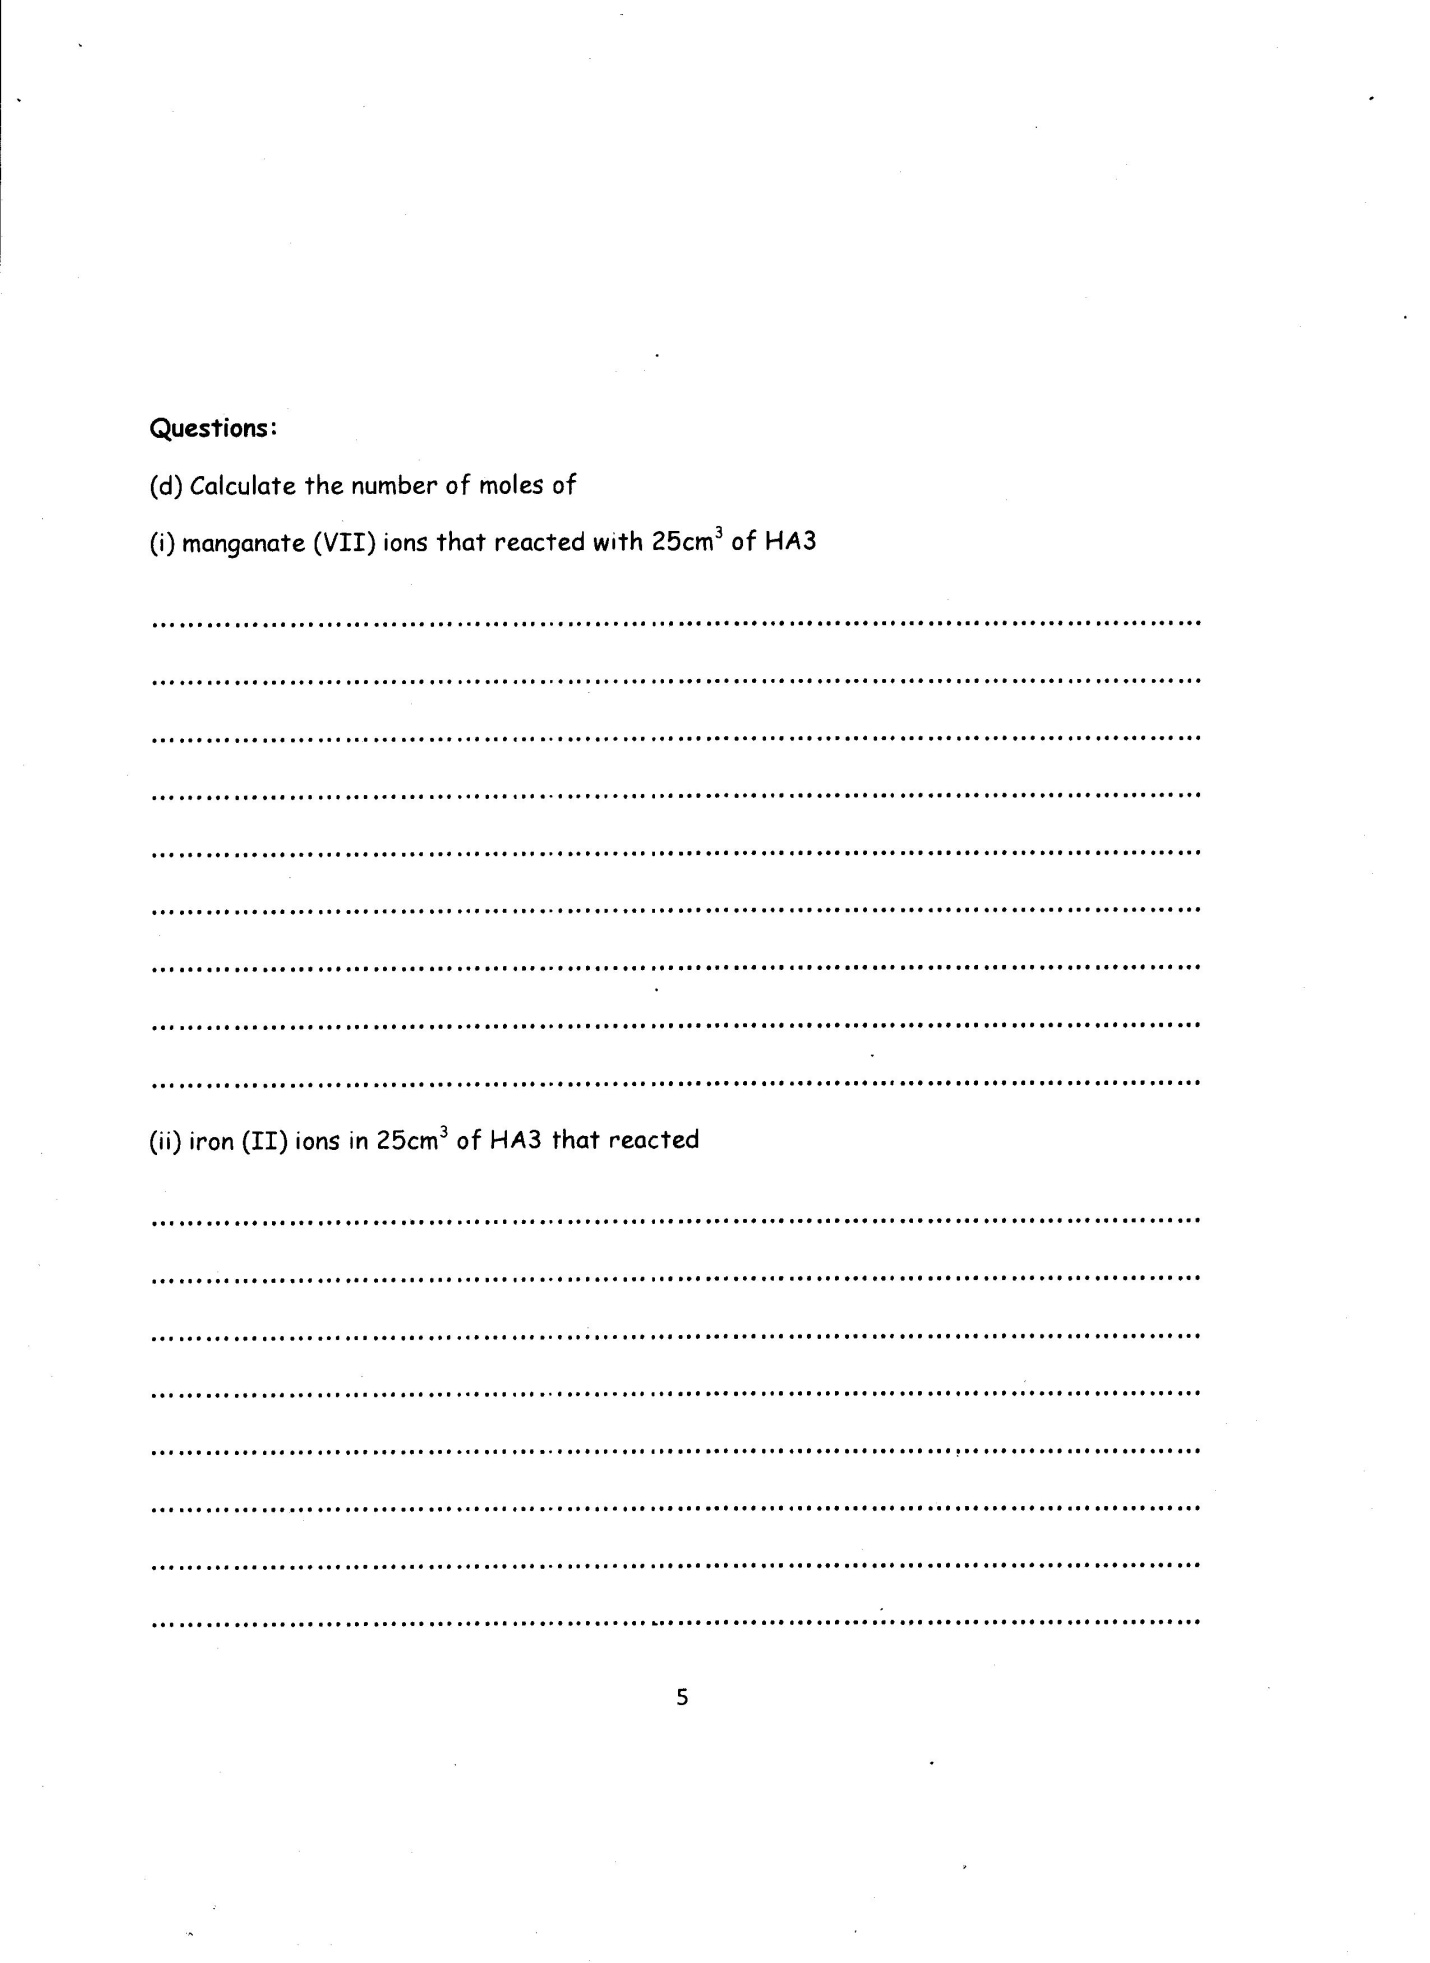 Questions:
(d) Calculate the number of moles of
(i) manganate (VII) ions that reacted with 25cm³ of HA3
(ii) iron (II) ions in 25cm³ of HA3 that reacted
5